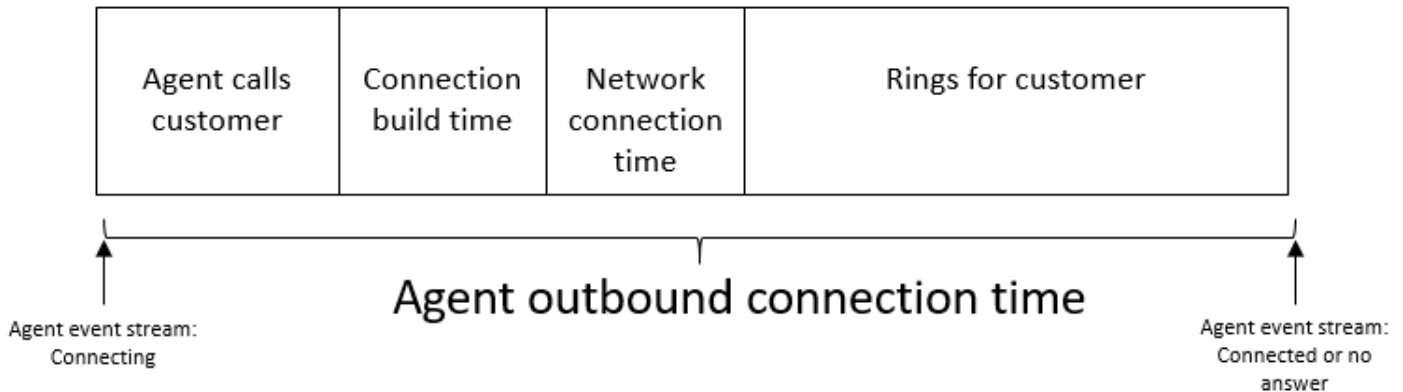 Agent calls
customer
Connection
build time
Network
connection
time
Rings for customer
Agent outbound connection time
Agent event stream:
Connecting
Agent event stream:
Connected or no
answer